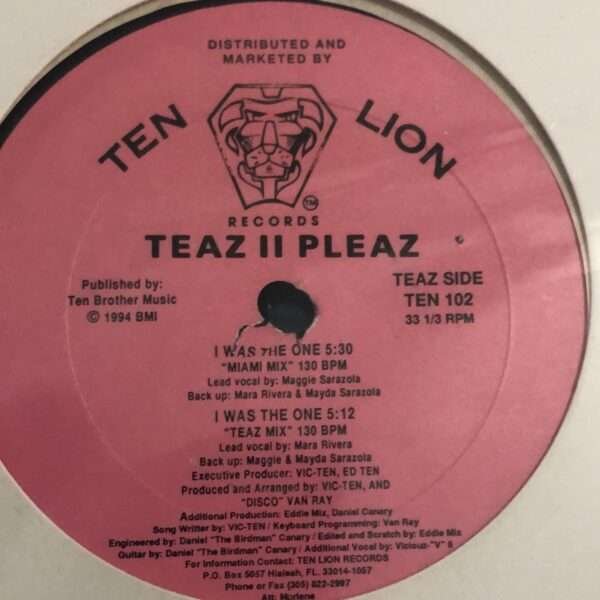 DISTRIBUTED AND
MARKETED BY
TEN LION
TM
RECORDS
TEAZ II PLEAZ
Published by:
Ten Brother Music
© 1994 BMI
TEAZ SIDE
TEN 102
33 1/3 RPM
I WAS THE ONE 5:30
"MIAMI MIX" 130 BPM
Lead vocal by: Maggie Sarazola
Back up: Mara Rivera & Mayda Sarazola
I WAS THE ONE 5:12
"TEAZ MIX" 130 BPM
Lead vocal by: Mara Rivera
Back up: Maggie & Mayda Sarazola
Executive Producer: VIC-TEN, ED TEN
Produced and Arranged by: VIC-TEN, AND
"DISCO" VAN RAY
Additional Production: Eddie Mix, Daniel Canary
Song Writter by: VIC-TEN / Keyboard Programming: Van Ray
Engineered by: Daniel "The Birdman" Canary / Edited and Scratch by: Eddie Mix
Guitar by: Daniel "The Birdman" Canary / Additional Vocal by: Vicious-"V"
For Information Contact: TEN LION RECORDS
P.O. Box 5057 Hialeah, FL. 33014-1057
Phone or Fax (305) 822-2997
Att: Marlene